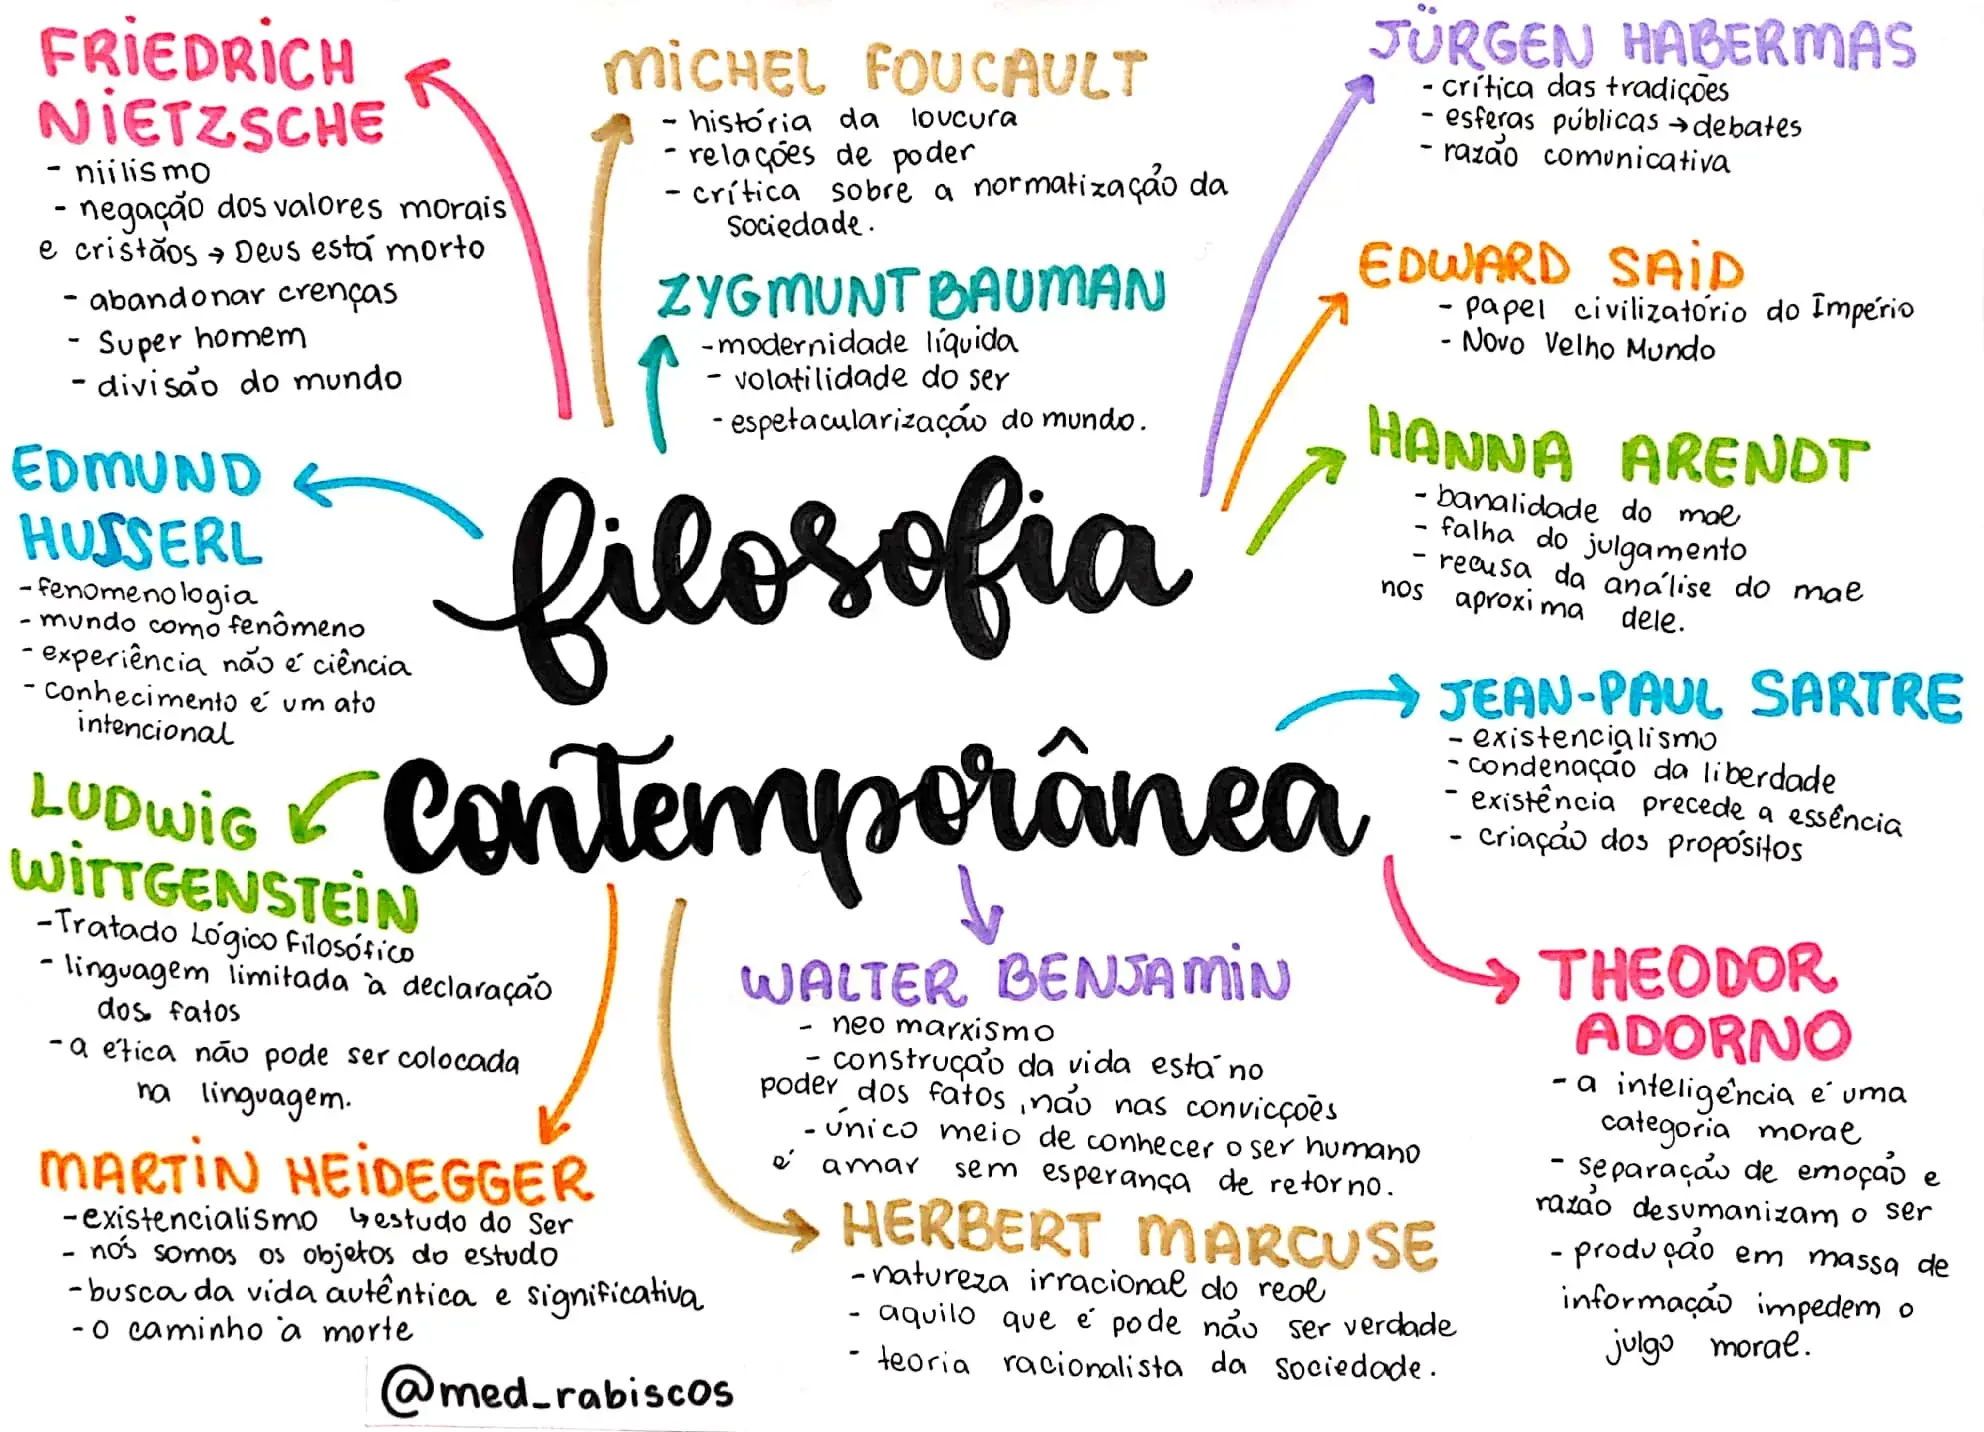 FRIEDRICH
NIETZSCHE
- niilismo
- negação dos valores morais
e cristãos → Deus está morto
- abandonar crenças
- Super homem
- divisão do mundo
MICHEL FOUCAULT
- história da loucura
- relações de poder
- crítica sobre a normatização da
sociedade.
ZYGMUNT BAUMAN
- modernidade líquida
- volatilidade do ser
- espetacularização do mundo.
JÜRGEN HABERMAS
- crítica das tradições
- esferas públicas → debates
- razão comunicativa
EDWARD SAID
- papel civilizatório do Império
- Novo Velho Mundo
HANNA ARENDT
- banalidade do mal
- falha do julgamento
- recusa da análise do mal
nos aproxima dele.
EDMUND
HUSSERL
- fenomenologia
- mundo como fenômeno
- experiência não é ciência
- conhecimento é um ato
intencional
filosofia
contemporânea
JEAN-PAUL SARTRE
- existencialismo
- condenação da liberdade
- existência precede a essência
- criação dos propósitos
LUDWIG
WITTGENSTEIN
- Tratado Lógico Filosófico
- linguagem limitada à declaração
dos fatos
- a ética não pode ser colocada
na linguagem.
WALTER BENJAMIN
- neo marxismo
- construção da vida está no
poder dos fatos, não nas convicções
- único meio de conhecer o ser humano
é amar sem esperança de retorno.
THEODOR
ADORNO
- a inteligência é uma
categoria moral
- separação de emoção e
razão desumanizam o ser
- produção em massa de
informação impedem o
julgo moral.
MARTIN HEIDEGGER
- existencialismo ↳ estudo do Ser
- nós somos os objetos do estudo
- busca da vida autêntica e significativa
- o caminho à morte
HERBERT MARCUSE
- natureza irracional do real
- aquilo que é pode não ser verdade
- teoria racionalista da sociedade.
@med_rabiscos